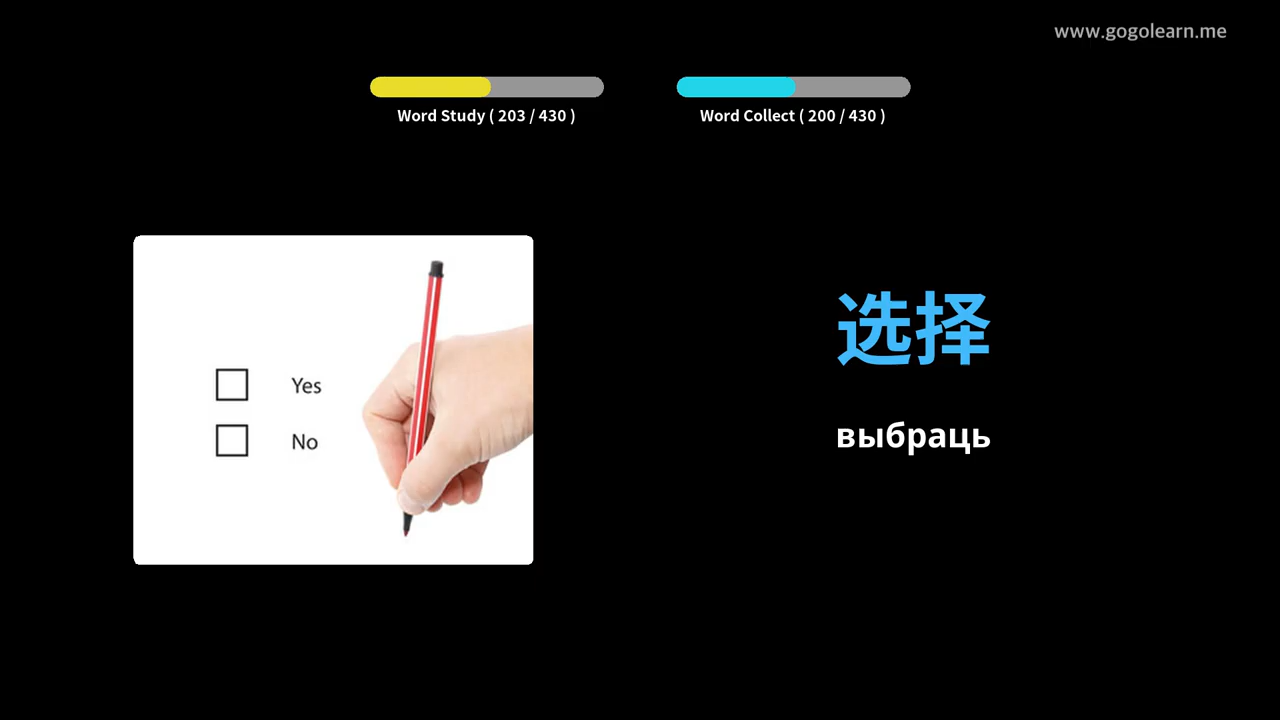 www.gogolearn.me
Word Study ( 203 / 430 )
Word Collect ( 200 / 430 )
选择
Yes
No
выбраць